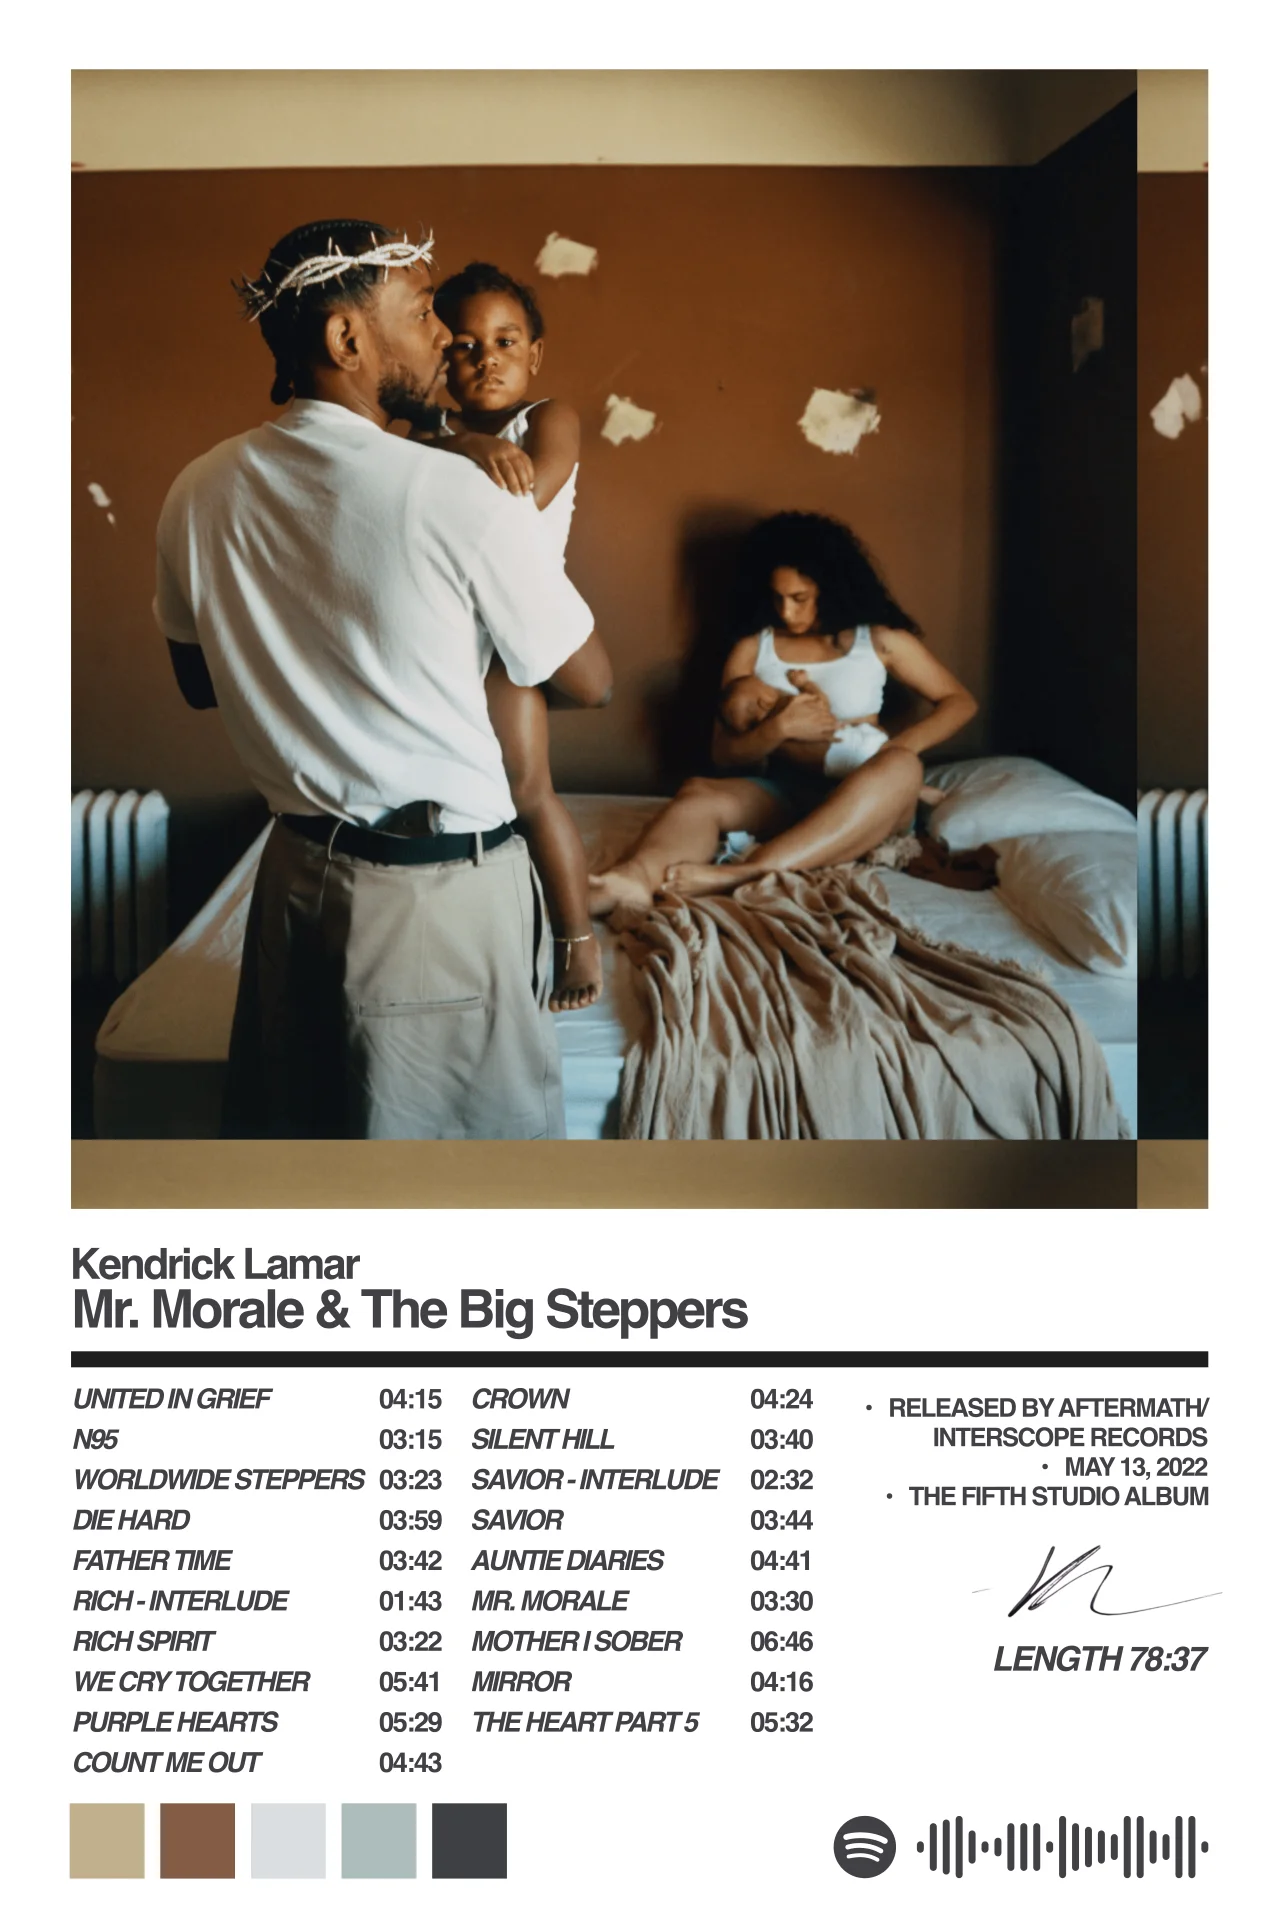 Kendrick Lamar
Mr. Morale & The Big Steppers
UNITED IN GRIEF 04:15
N95 03:15
WORLDWIDE STEPPERS 03:23
DIE HARD 03:59
FATHER TIME 03:42
RICH - INTERLUDE 01:43
RICH SPIRIT 03:22
WE CRY TOGETHER 05:41
PURPLE HEARTS 05:29
COUNT ME OUT 04:43
CROWN 04:24
SILENT HILL 03:40
SAVIOR - INTERLUDE 02:32
SAVIOR 03:44
AUNTIE DIARIES 04:41
MR. MORALE 03:30
MOTHER I SOBER 06:46
MIRROR 04:16
THE HEART PART 5 05:32
• RELEASED BY AFTERMATH/
INTERSCOPE RECORDS
• MAY 13, 2022
• THE FIFTH STUDIO ALBUM
LENGTH 78:37